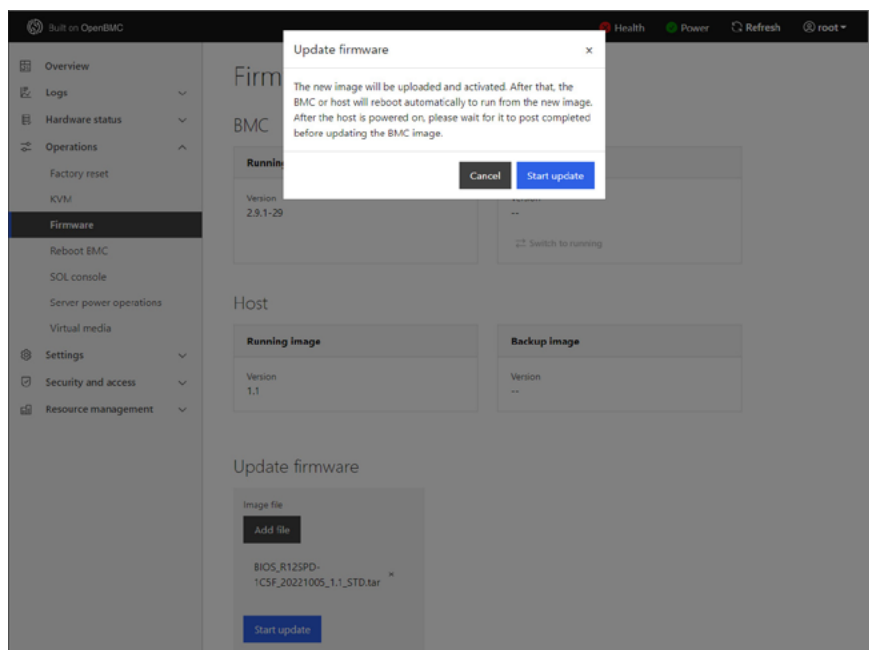 Built on OpenBMC
Health
Power
Refresh
root
Overview
Logs
Hardware status
Operations
Factory reset
KVM
Firmware
Reboot BMC
SOL console
Server power operations
Virtual media
Settings
Security and access
Resource management
Update firmware ×
The new image will be uploaded and activated. After that, the
BMC or host will reboot automatically to run from the new image.
After the host is powered on, please wait for it to post completed
before updating the BMC image.
Cancel
Start update
Firm
BMC
Running
Version
2.9.1-29
--
Switch to running
Host
Running image
Version
1.1
Backup image
Version
--
Update firmware
Image file
Add file
BIOS_R12SPD-
1C5F_20221005_1.1_STD.tar ×
Start update